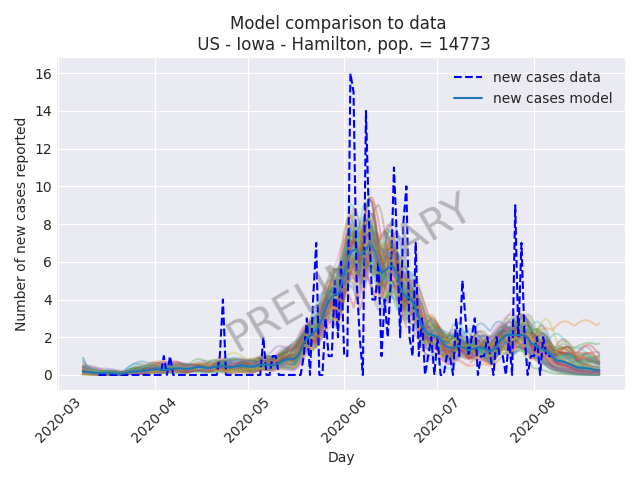 Model comparison to data
US - Iowa - Hamilton, pop. = 14773
new cases data
new cases model
PRELIMINARY
Number of new cases reported
16
14
12
10
8
6
4
2
0
2020-03
2020-04
2020-05
2020-06
2020-07
2020-08
Day